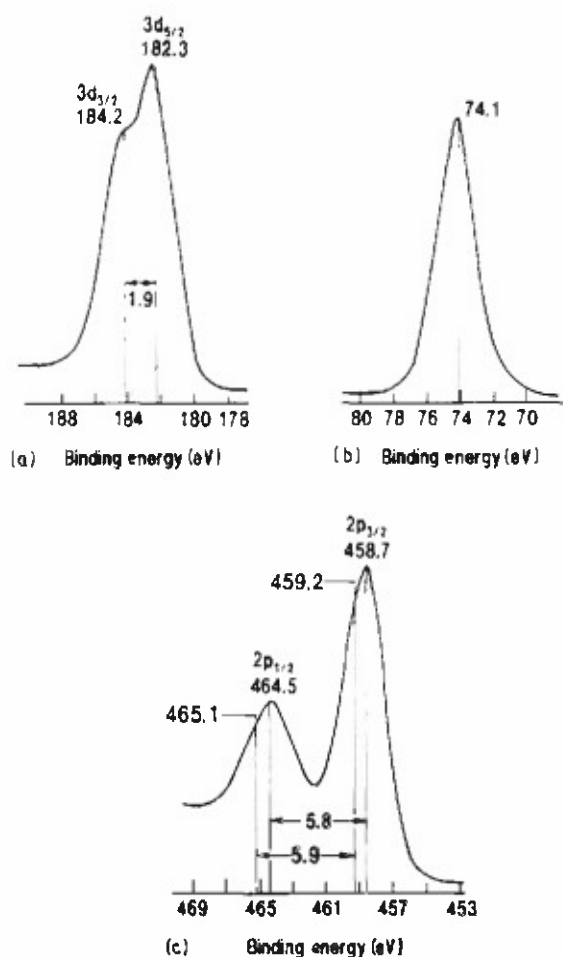 3d5/2
182.3
3d3/2
184.2
1.9
188 184 180 178
(a) Binding energy (eV)
74.1
80 78 76 74 72 70
(b) Binding energy (eV)
2p3/2
458.7
459.2
2p1/2
464.5
465.1
5.8
5.9
469 465 461 457 453
(c) Binding energy (eV)